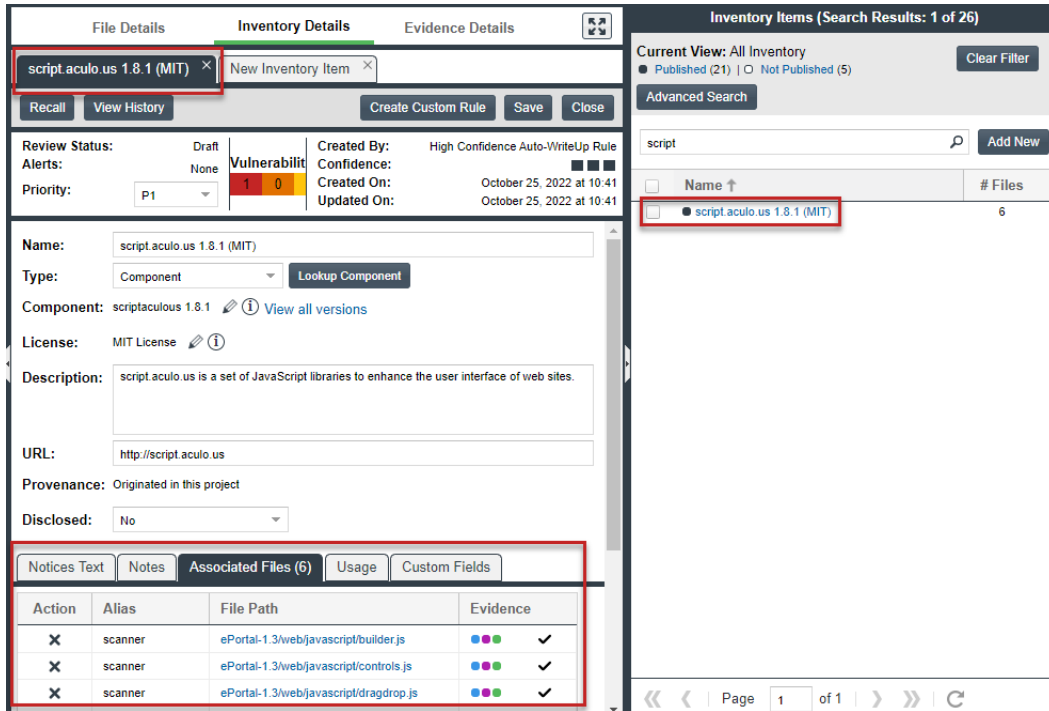 File Details
Inventory Details
Evidence Details
script.aculo.us 1.8.1 (MIT)
New Inventory Item
Recall
View History
Create Custom Rule
Save
Close
Review Status: Draft
Alerts: None
Priority: P1
Vulnerabilit
1 0
Created By: High Confidence Auto-WriteUp Rule
Confidence:
Created On: October 25, 2022 at 10:41
Updated On: October 25, 2022 at 10:41
Name: script.aculo.us 1.8.1 (MIT)
Type: Component Lookup Component
Component: scriptaculous 1.8.1 View all versions
License: MIT License
Description: script.aculo.us is a set of JavaScript libraries to enhance the user interface of web sites.
URL: http://script.aculo.us
Provenance: Originated in this project
Disclosed: No
Notices Text
Notes
Associated Files (6)
Usage
Custom Fields
Action Alias File Path Evidence
scanner ePortal-1.3/web/javascript/builder.js
scanner ePortal-1.3/web/javascript/controls.js
scanner ePortal-1.3/web/javascript/dragdrop.js
Inventory Items (Search Results: 1 of 26)
Current View: All Inventory
Published (21) | Not Published (5)
Clear Filter
Advanced Search
script
Add New
Name # Files
script.aculo.us 1.8.1 (MIT) 6
Page 1 of 1